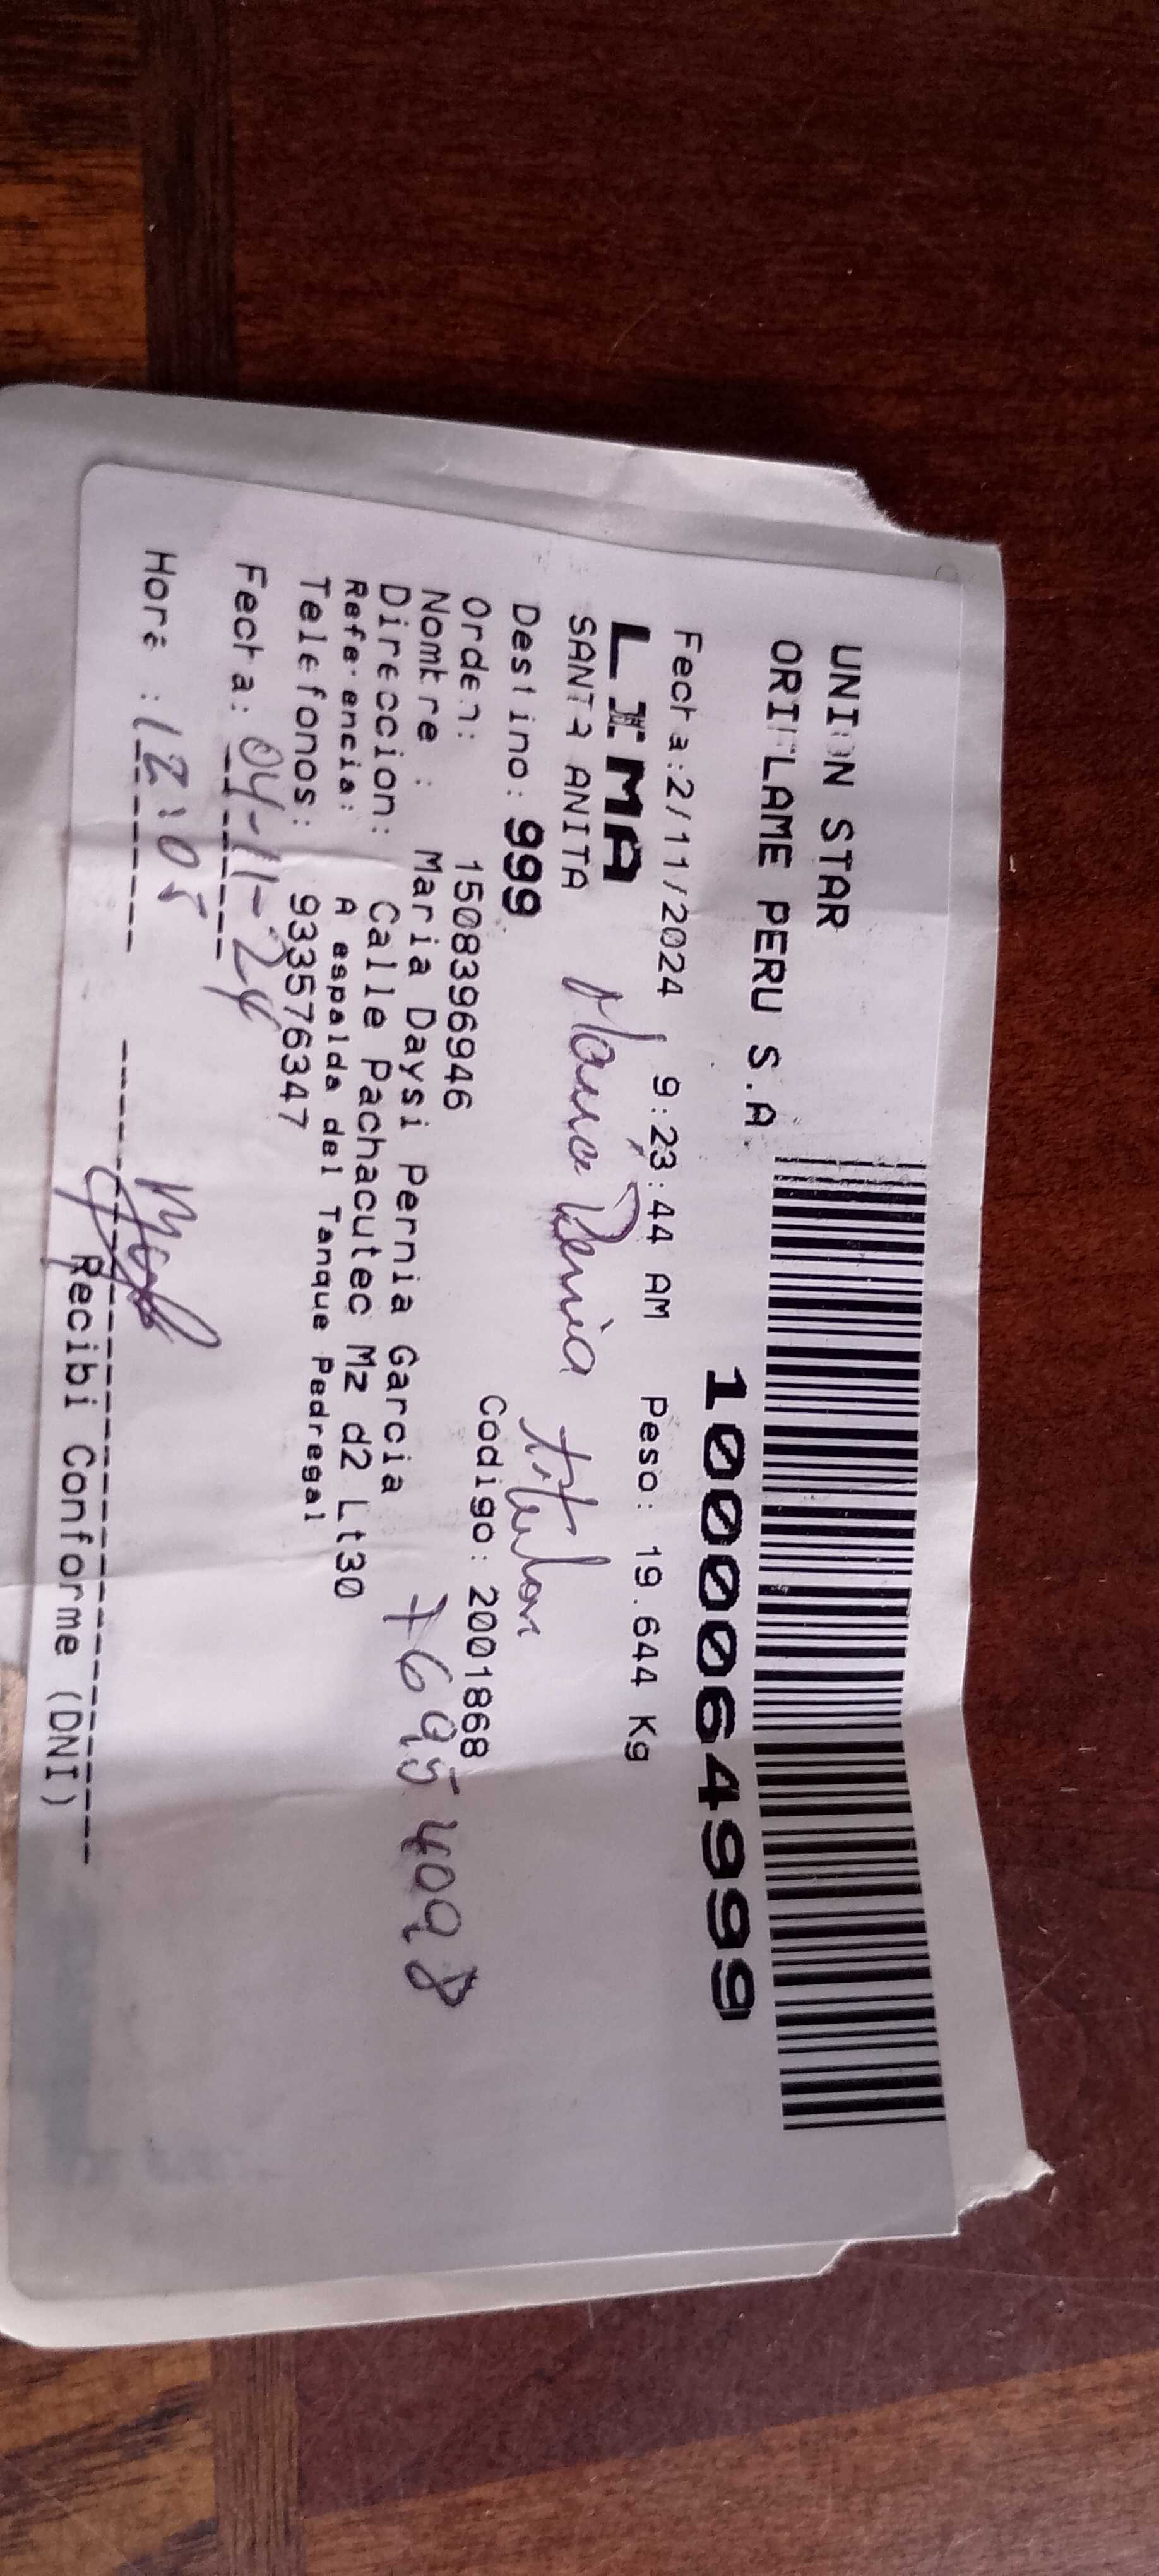 UNION STAR
ORIFLAME PERU S.A.
1000064999
Fecha:2/11/2024 9:23:44 AM Peso: 19.644 Kg
LIMA
SANTA ANITA Maria Pernia titular
Destino: 999
Orden: 1508396946 Codigo: 2001868
Nombre : Maria Daysi Pernia Garcia 76954098
Direccion: Calle Pachacutec Mz d2 Lt30
Referencia: A espalda del Tanque Pedregal
Telefonos: 933576347
Fecha: 04-11-24
Hora : 12:05
Recibi Conforme (DNI)